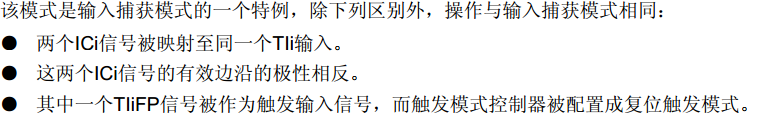 该模式是输入捕获模式的一个特例，除下列区别外，操作与输入捕获模式相同：
● 两个ICi信号被映射至同一个TIi输入。
● 这两个ICi信号的有效边沿的极性相反。
● 其中一个TIiFP信号被作为触发输入信号，而触发模式控制器被配置成复位触发模式。